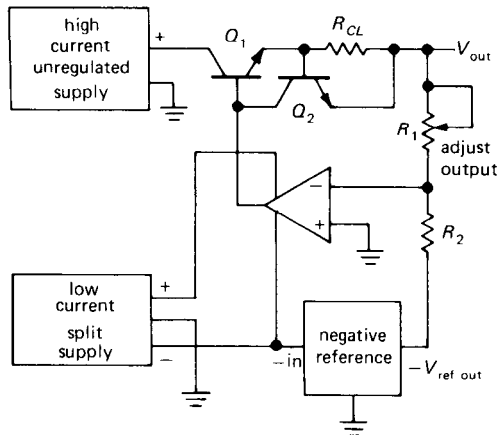 high
current
unregulated
supply
+
Q1
RCL
Vout
Q2
R1
adjust
output
−
+
R2
low
current
split
supply
+
−
−in
negative
reference
−Vref out